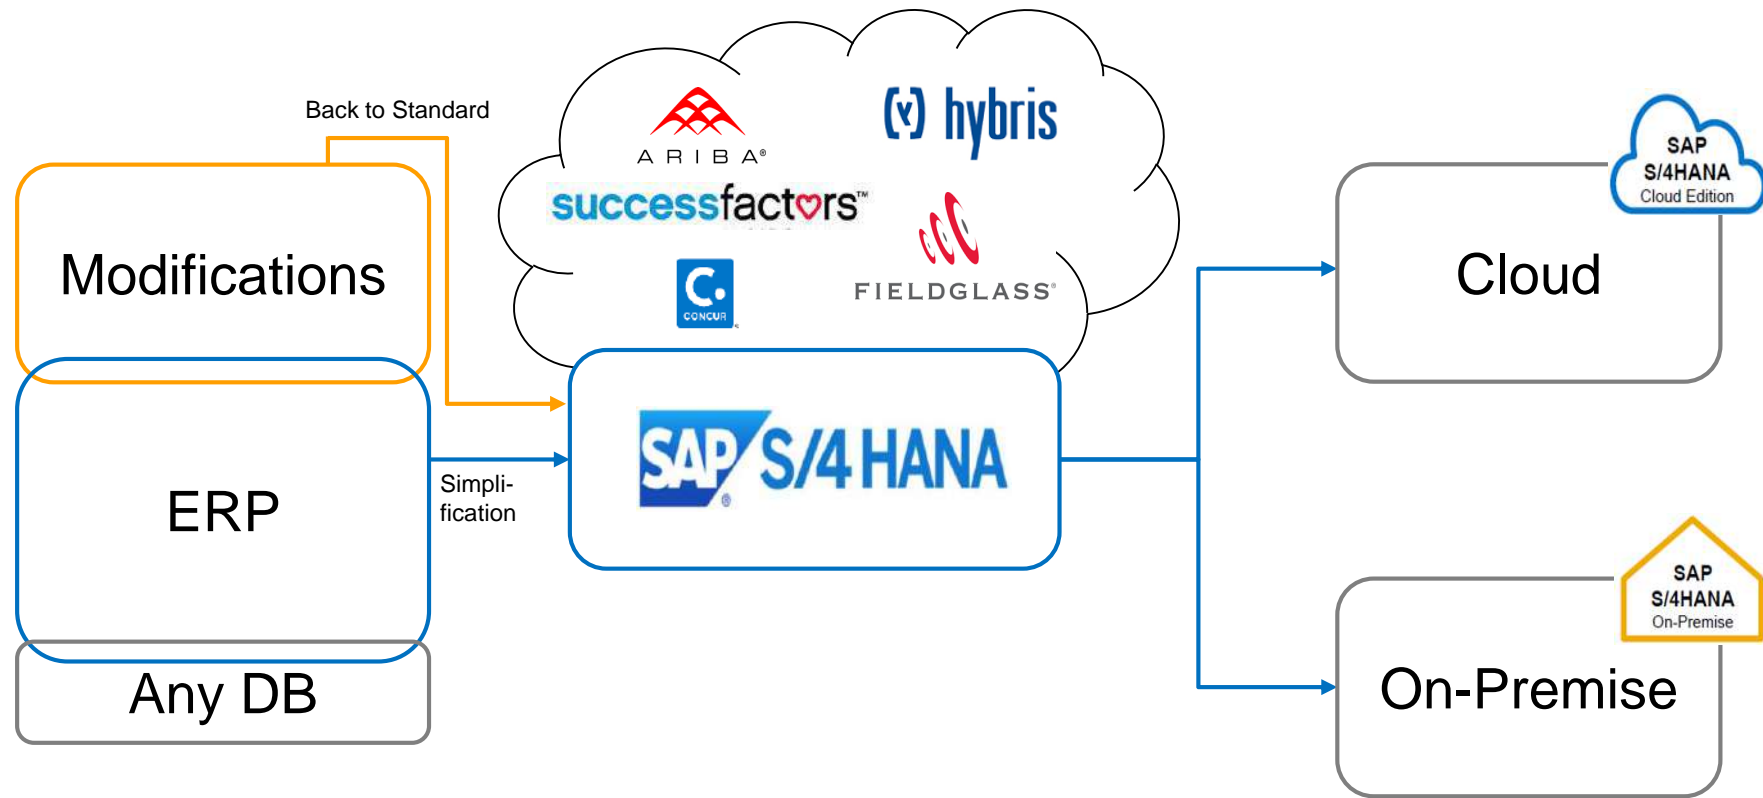 Back to Standard
Modifications
ERP
Any DB
Simpli-
fication
ARIBA®
(y) hybris
successfactors™
C.
CONCUR
FIELDGLASS®
SAP® S/4 HANA
SAP
S/4HANA
Cloud Edition
Cloud
SAP
S/4HANA
On-Premise
On-Premise